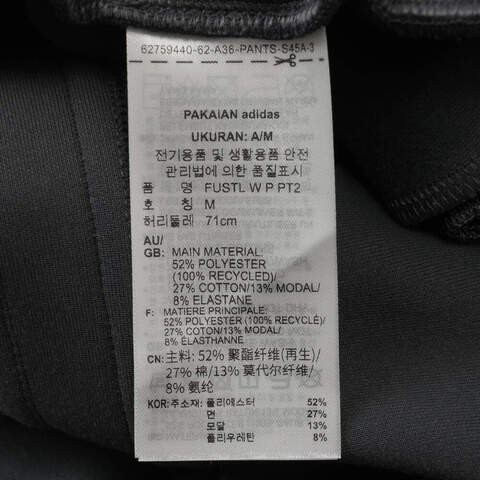 62759440-62-A36-PANTS-S45A-3
PAKAIAN adidas
UKURAN: A/M
전기용품 및 생활용품 안전
관리법에 의한 품질표시
품 명 FUSTL W P PT2
호 칭 M
허리둘레 71cm
AU/
GB: MAIN MATERIAL:
52% POLYESTER
(100% RECYCLED)/
27% COTTON/13% MODAL/
8% ELASTANE
F: MATIERE PRINCIPALE:
52% POLYESTER (100% RECYCLÉ)/
27% COTON/13% MODAL/
8% ÉLASTHANNE
CN: 主料: 52% 聚酯纤维(再生)/
27% 棉/13% 莫代尔纤维/
8% 氨纶
KOR: 주소재: 폴리에스터 52%
면 27%
모달 13%
폴리우레탄 8%